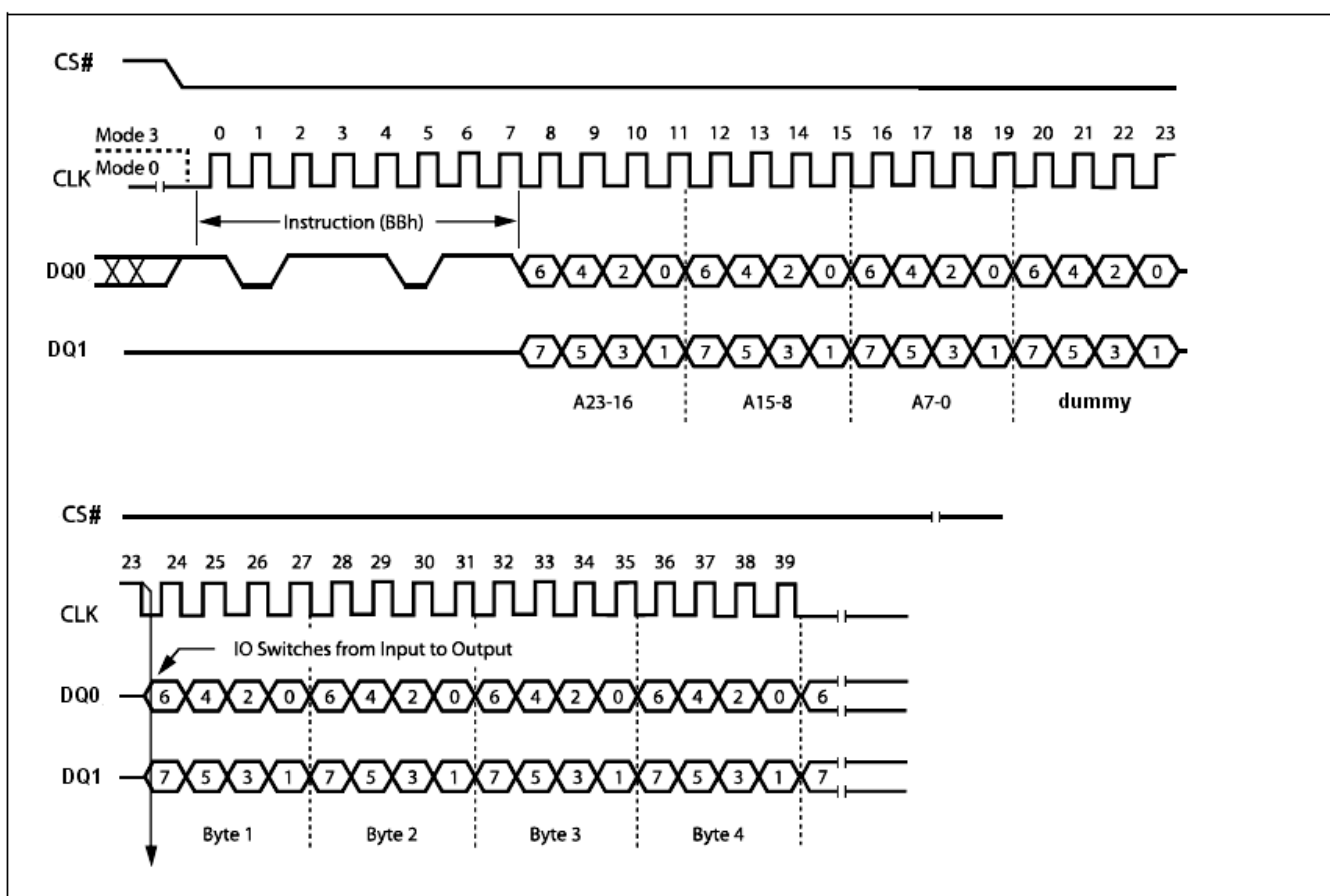 CS#
Mode 3
0 1 2 3 4 5 6 7 8 9 10 11 12 13 14 15 16 17 18 19 20 21 22 23
Mode 0
CLK
Instruction (BBh)
DQ0 6 4 2 0 6 4 2 0 6 4 2 0 6 4 2 0
DQ1 7 5 3 1 7 5 3 1 7 5 3 1 7 5 3 1
A23-16 A15-8 A7-0 dummy
CS#
23 24 25 26 27 28 29 30 31 32 33 34 35 36 37 38 39
CLK
IO Switches from Input to Output
DQ0 6 4 2 0 6 4 2 0 6 4 2 0 6 4 2 0 6
DQ1 7 5 3 1 7 5 3 1 7 5 3 1 7 5 3 1 7
Byte 1 Byte 2 Byte 3 Byte 4